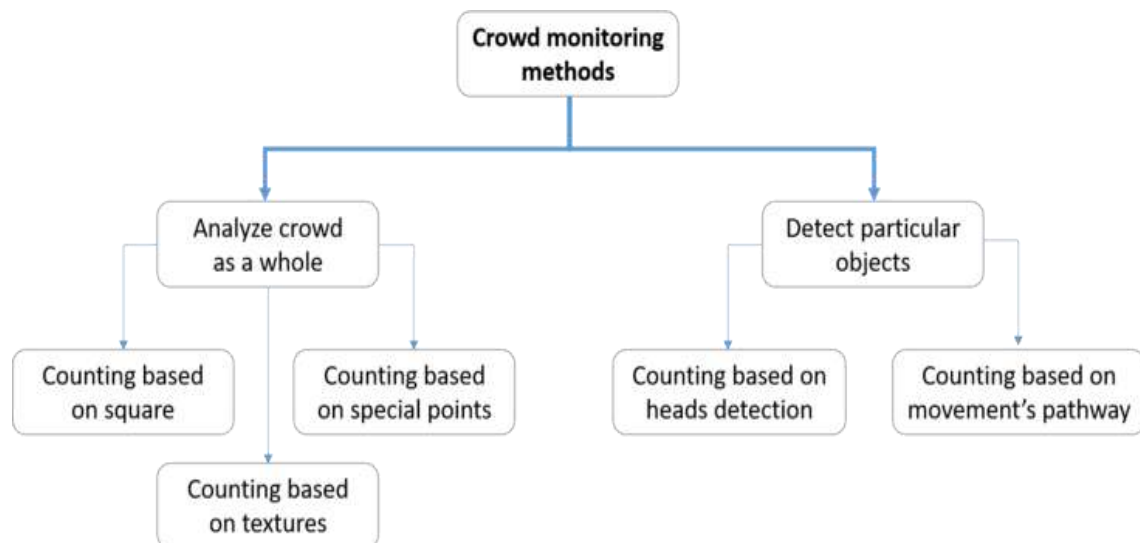 Crowd monitoring
methods
Analyze crowd
as a whole
Detect particular
objects
Counting based
on square
Counting based
on special points
Counting based on
heads detection
Counting based on
movement's pathway
Counting based
on textures